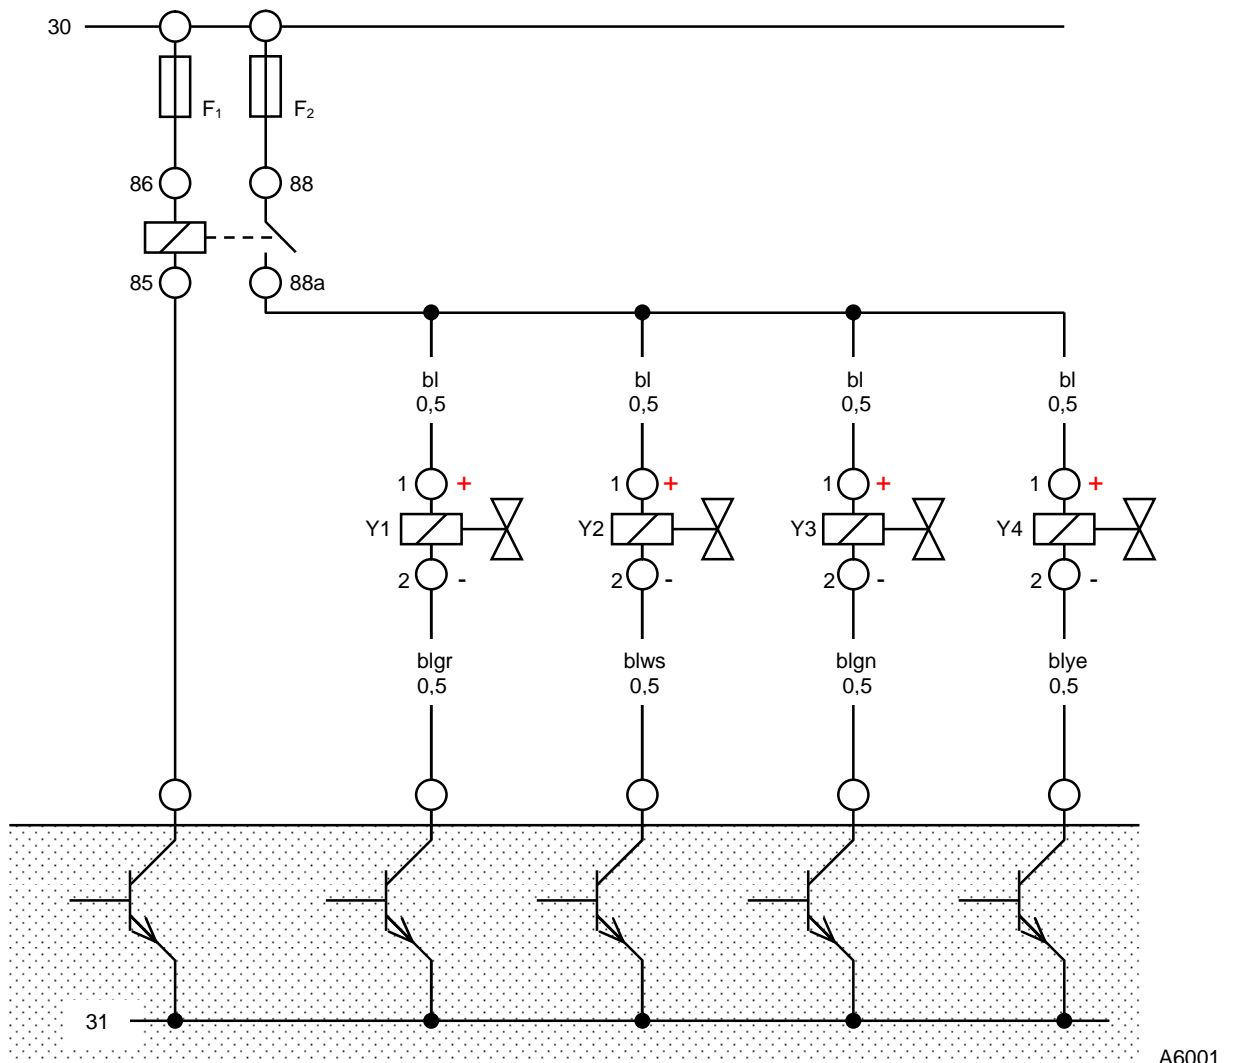 30
F₁ F₂
86 88
85 88a
bl bl bl bl
0,5 0,5 0,5 0,5
1 + 1 + 1 + 1 +
Y1 Y2 Y3 Y4
2 - 2 - 2 - 2 -
blgr blws blgn blye
0,5 0,5 0,5 0,5
31
A6001